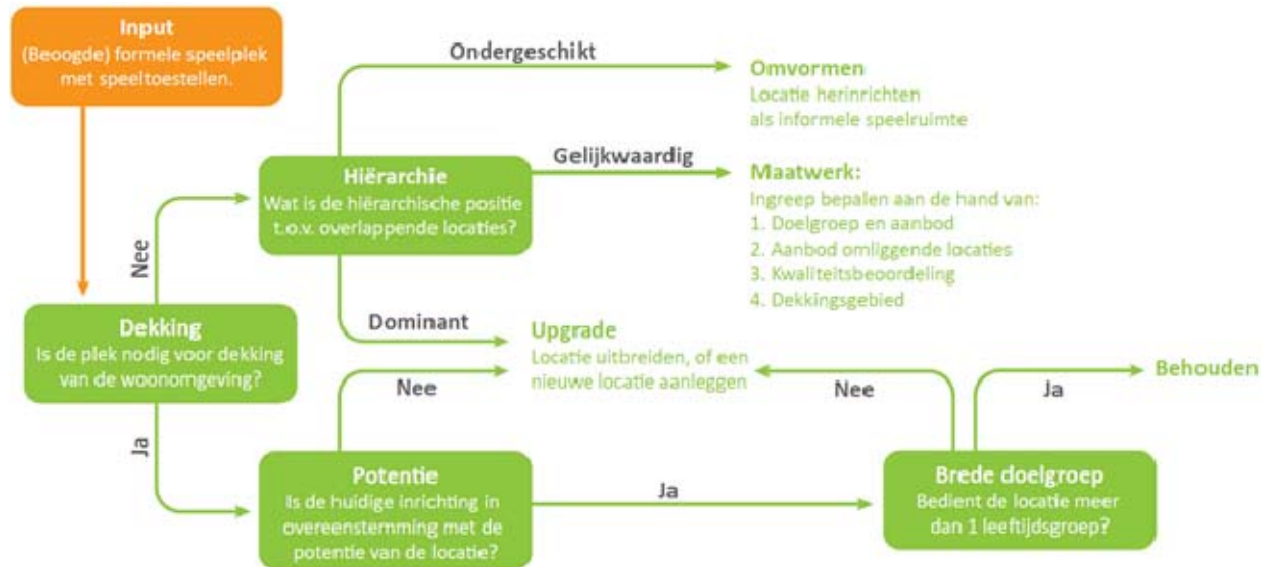 Input
(Beoogde) formele speelplek
met speeltoestellen.
Ondergeschikt
Omvormen
Locatie herinrichten
als informele speelruimte
Gelijkwaardig
Maatwerk:
Ingreep bepallen aan de hand van:
1. Doelgroep en aanbod
2. Aanbod omliggende locaties
3. Kwaliteitsbeoordeling
4. Dekkingsgebied
Hiërarchie
Wat is de hiërarchische positie
t.o.v. overlappende locaties?
Nee
Dekking
Is de plek nodig voor dekking
van de woonomgeving?
Dominant
Upgrade
Locatie uitbreiden, of een
nieuwe locatie aanleggen
Nee
Nee
Ja
Behouden
Ja
Potentie
Is de huidige inrichting in
overeenstemming met de
potentie van de locatie?
Ja
Brede doelgroep
Bedient de locatie meer
dan 1 leeftijdsgroep?